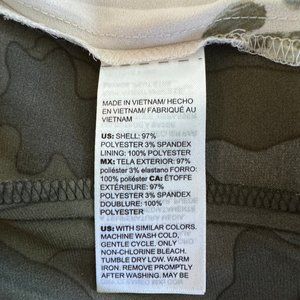 MADE IN VIETNAM/ HECHO
EN VIETNAM/ FABRIQUÉ AU
VIETNAM
US: SHELL: 97%
POLYESTER 3% SPANDEX
LINING: 100% POLYESTER
MX: TELA EXTERIOR: 97%
poliéster 3% elastano FORRO:
100% poliéster CA: ÉTOFFE
EXTÉRIEURE: 97%
POLYESTER 3% SPANDEX
DOUBLURE: 100%
POLYESTER
US: WITH SIMILAR COLORS.
MACHINE WASH COLD,
GENTLE CYCLE. ONLY
NON-CHLORINE BLEACH.
TUMBLE DRY LOW. WARM
IRON. REMOVE PROMPTLY
AFTER WASHING. MAY BE